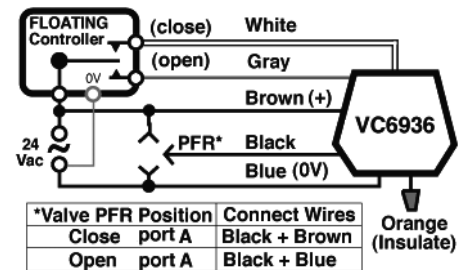 FLOATING
Controller
(close) White
(open) Gray
0V
Brown (+)
24
Vac
PFR* Black
Blue (0V)
VC6936
Orange
(Insulate)
*Valve PFR Position Connect Wires
Close port A Black + Brown
Open port A Black + Blue